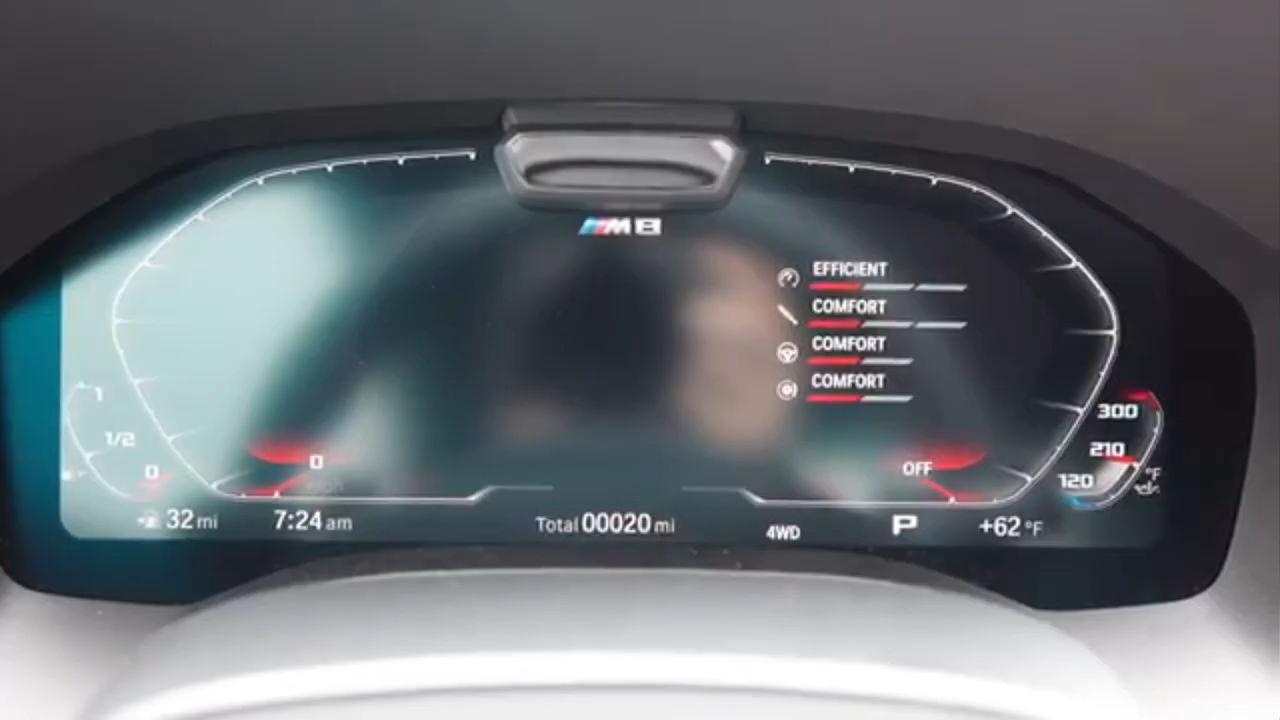 M8
EFFICIENT
COMFORT
COMFORT
COMFORT
1
1/2
0
0
OFF
300
210
120
°F
32 mi
7:24 am
Total 00020 mi
4WD
P
+62 °F